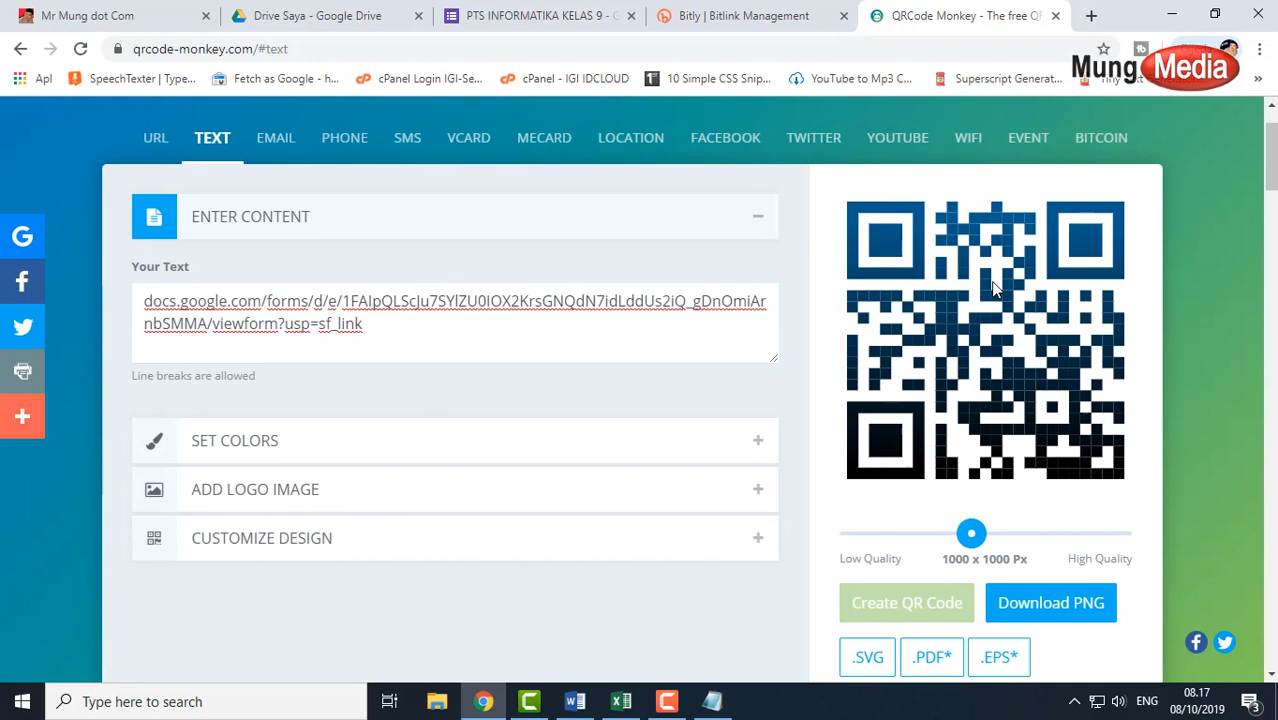 Mr Mung dot Com
Drive Saya - Google Drive
PTS INFORMATIKA KELAS 9 - G
Bitly | Bitlink Management
QRCode Monkey - The free QR
qrcode-monkey.com/#text
Mung Media
Apl
SpeechTexter | Type...
Fetch as Google - h...
cPanel Login IGI-Se...
cPanel - IGI IDCLOUD
10 Simple CSS Snip...
YouTube to Mp3 C...
Superscript Generat...
URL
TEXT
EMAIL
PHONE
SMS
VCARD
MECARD
LOCATION
FACEBOOK
TWITTER
YOUTUBE
WIFI
EVENT
BITCOIN
ENTER CONTENT
Your Text
docs.google.com/forms/d/e/1FAIpQLScJu7SYlZU0IOX2KrsGNQdN7idLddUs2iQ_gDnOmiAr
nbSMMA/viewform?usp=sf_link
Line breaks are allowed
SET COLORS
ADD LOGO IMAGE
CUSTOMIZE DESIGN
Low Quality
1000 x 1000 Px
High Quality
Create QR Code
Download PNG
.SVG
.PDF*
.EPS*
Type here to search
ENG
08.17
08/10/2019
3